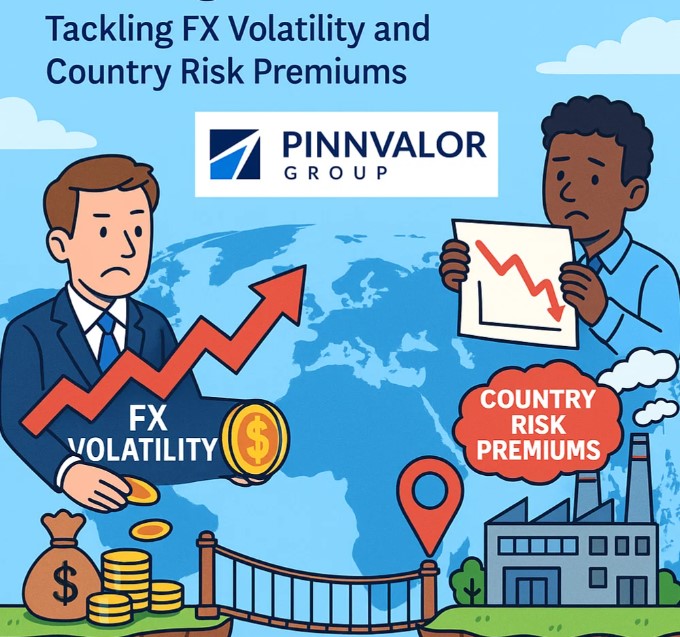 Tackling FX Volatility and
Country Risk Premiums
PINNVALOR
GROUP
FX
VOLATILITY
$
COUNTRY
RISK
PREMIUMS
$